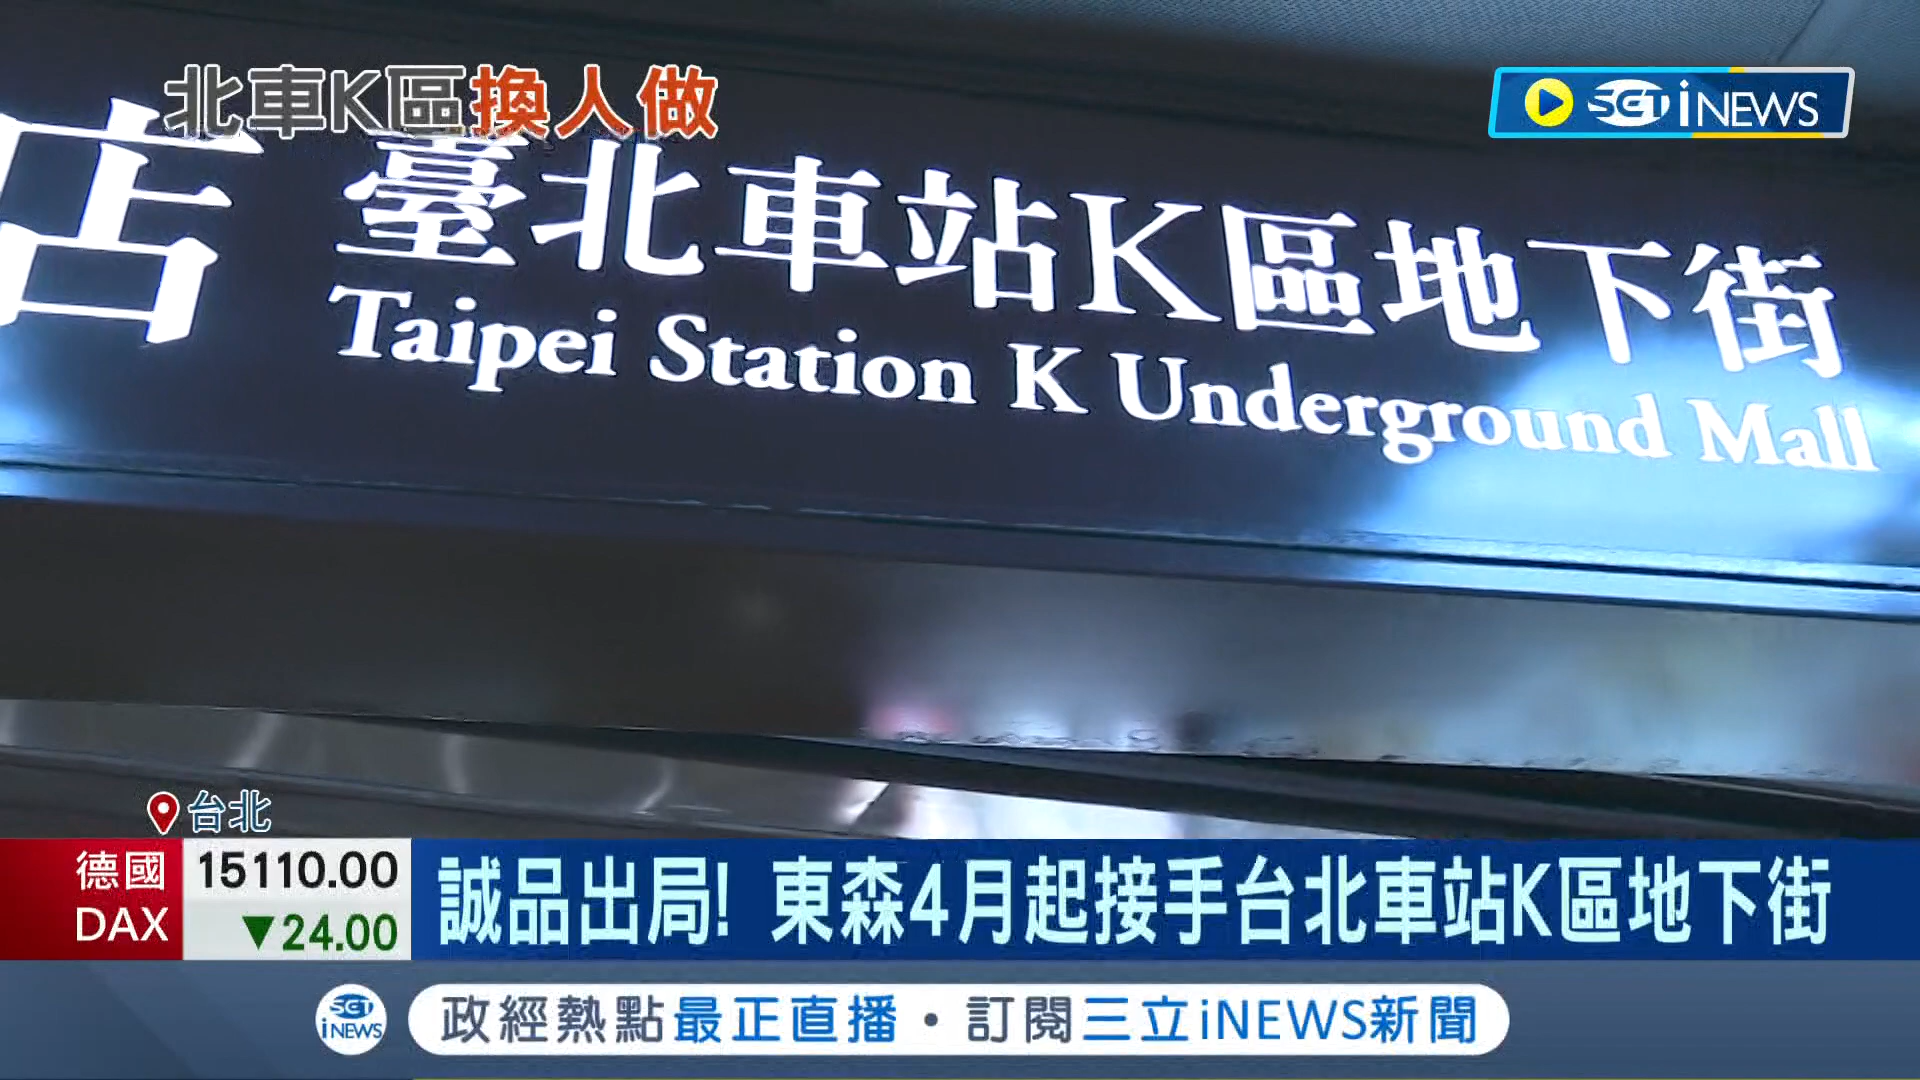 北車K區換人做
SET iNEWS
店 臺北車站K區地下街
Taipei Station K Underground Mall
台北
德國 15110.00
DAX ▼24.00
誠品出局! 東森4月起接手台北車站K區地下街
SET iNEWS
政經熱點最正直播・訂閱三立iNEWS新聞